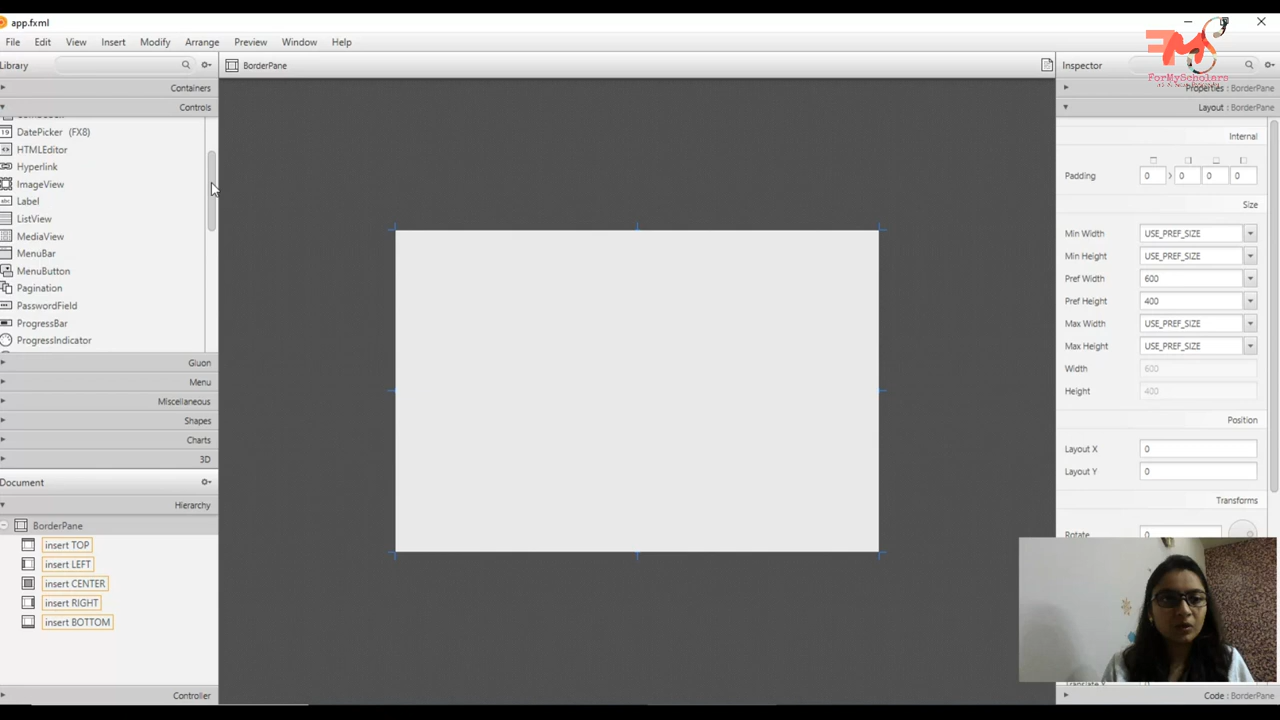 app.fxml
File Edit View Insert Modify Arrange Preview Window Help
Library
BorderPane
Inspector
FM
ForMyScholars
Containers
Controls
DatePicker (FX8)
HTMLEditor
Hyperlink
ImageView
Label
ListView
MediaView
MenuBar
MenuButton
Pagination
PasswordField
ProgressBar
ProgressIndicator
Gluon
Menu
Miscellaneous
Shapes
Charts
3D
Document
Hierarchy
BorderPane
insert TOP
insert LEFT
insert CENTER
insert RIGHT
insert BOTTOM
Controller
Properties : BorderPane
Layout : BorderPane
Internal
Padding 0 0 0 0
Size
Min Width USE_PREF_SIZE
Min Height USE_PREF_SIZE
Pref Width 600
Pref Height 400
Max Width USE_PREF_SIZE
Max Height USE_PREF_SIZE
Width 600
Height 400
Position
Layout X 0
Layout Y 0
Transforms
Rotate 0
Code : BorderPane